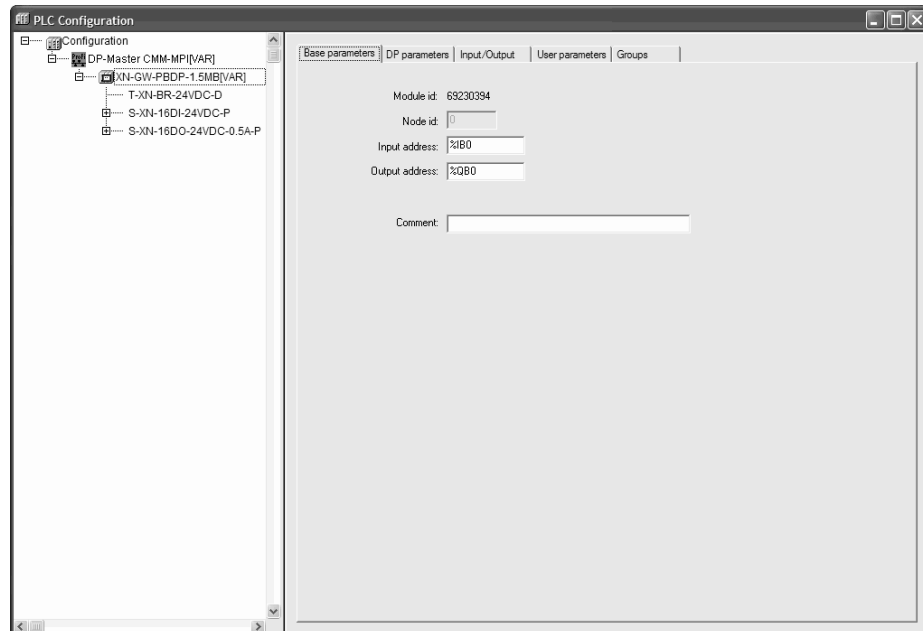 PLC Configuration
Configuration
DP-Master CMM-MPI[VAR]
XN-GW-PBDP-1.5MB[VAR]
T-XN-BR-24VDC-D
S-XN-16DI-24VDC-P
S-XN-16DO-24VDC-0.5A-P
Base parameters DP parameters Input/Output User parameters Groups
Module id: 69230394
Node id: 0
Input address: %IB0
Output address: %QB0
Comment: